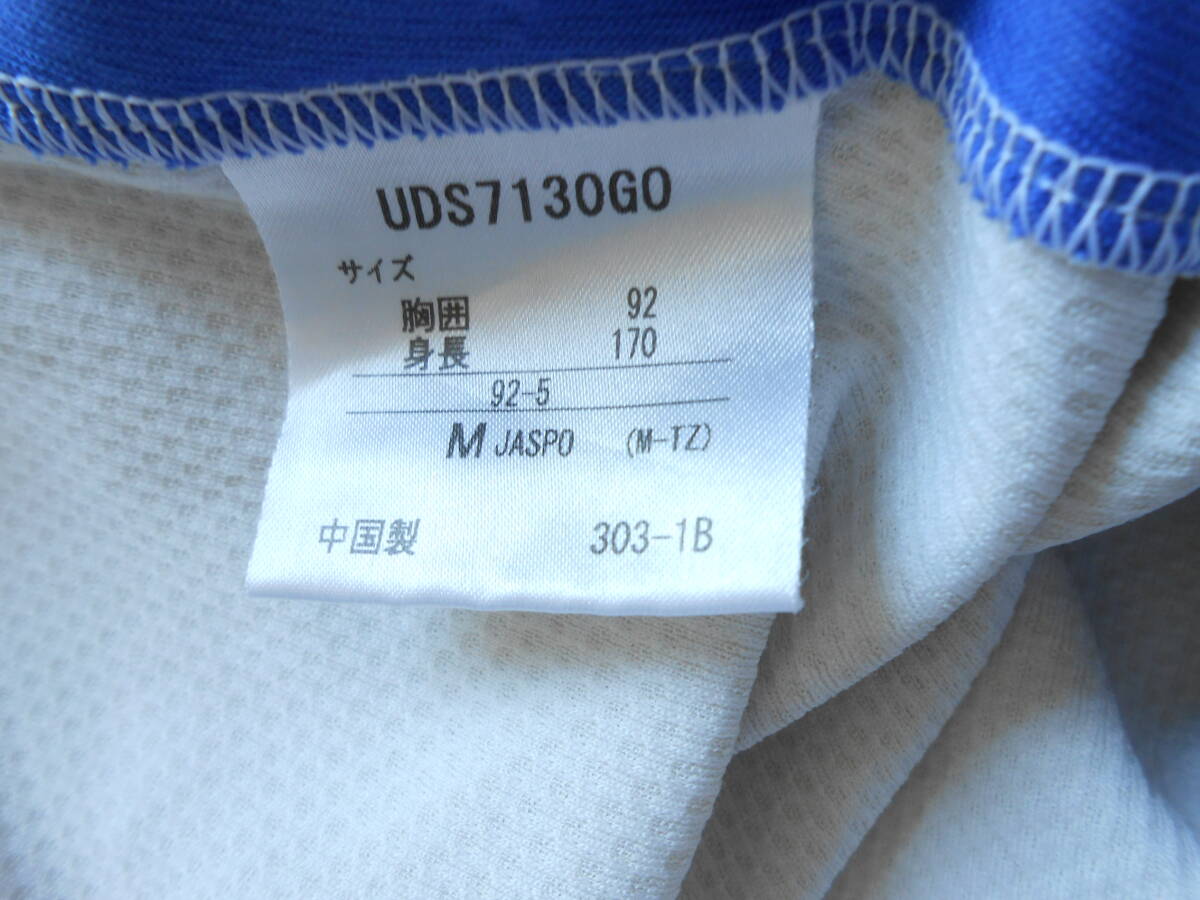 UDS7130GO
サイズ
胸囲 92
身長 170
92-5
M JASPO (M-TZ)
中国製 303-1B